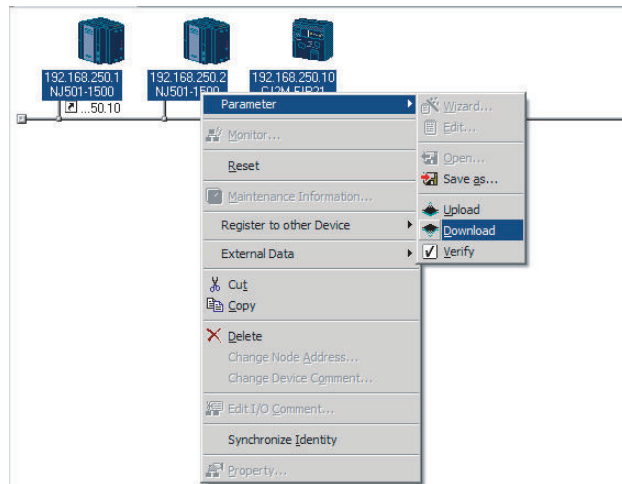 192.168.250.1 192.168.250.2 192.168.250.10
NJ501-1500 NJ501-1500 CJ2M-EIP21
...50.10
Parameter
Monitor...
Reset
Maintenance Information...
Register to other Device
External Data
Cut
Copy
Delete
Change Node Address...
Change Device Comment...
Edit I/O Comment...
Synchronize Identity
Property...
Wizard...
Edit...
Open...
Save as...
Upload
Download
Verify